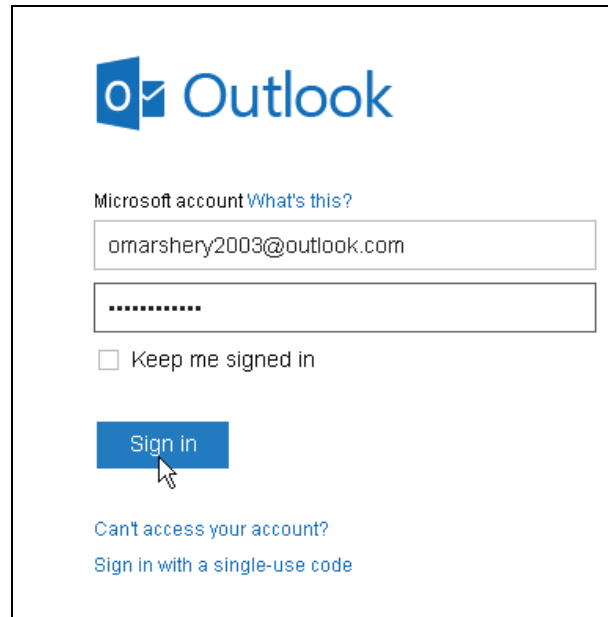 Outlook
Microsoft account What's this?
omarshery2003@outlook.com
••••••••••••
Keep me signed in
Sign in
Can't access your account?
Sign in with a single-use code